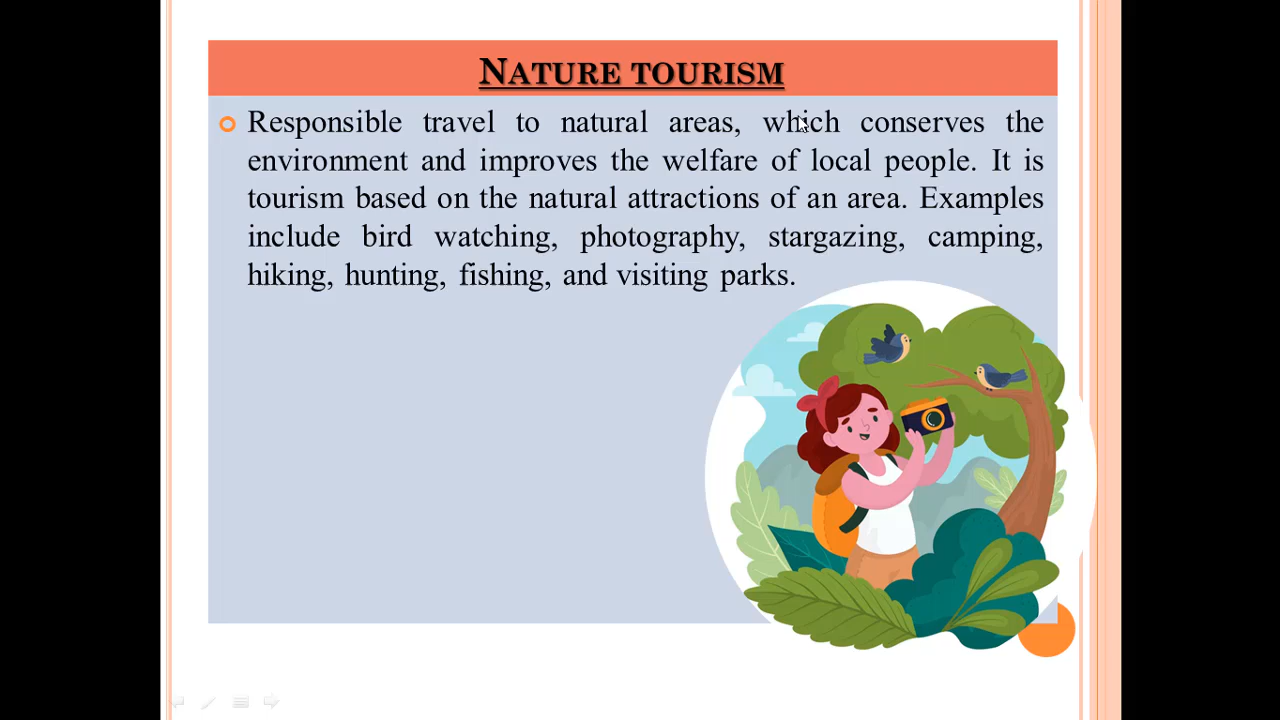 NATURE TOURISM
Responsible travel to natural areas, which conserves the
environment and improves the welfare of local people. It is
tourism based on the natural attractions of an area. Examples
include bird watching, photography, stargazing, camping,
hiking, hunting, fishing, and visiting parks.